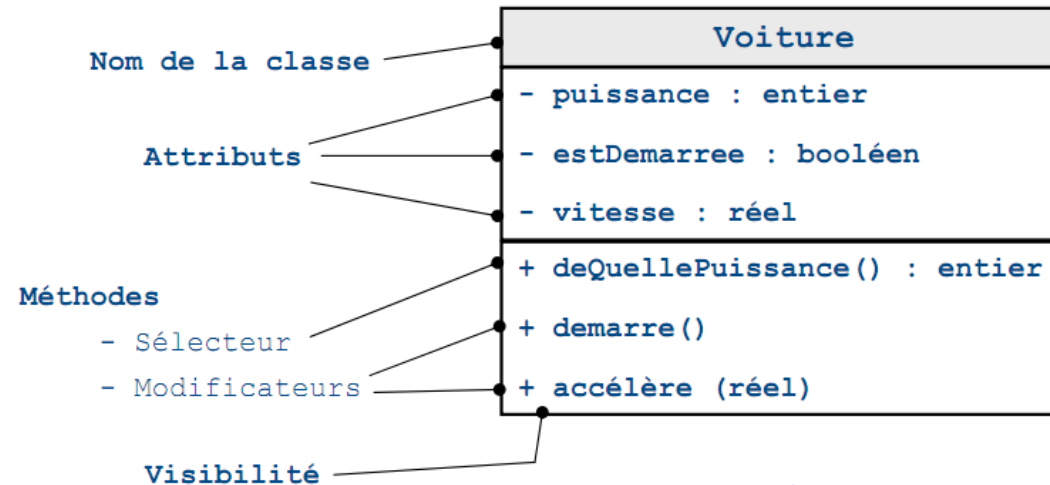 Voiture
Nom de la classe
- puissance : entier
Attributs
- estDemarree : booléen
- vitesse : réel
+ deQuellePuissance() : entier
Méthodes
- Sélecteur
+ demarre()
- Modificateurs
+ accélère (réel)
Visibilité